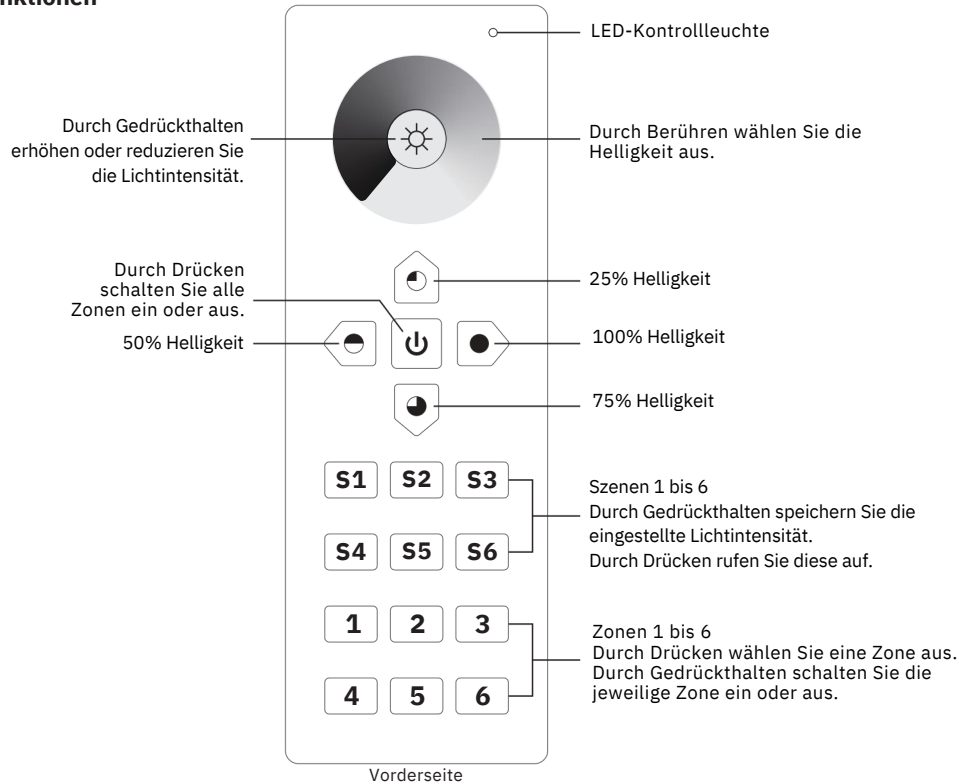 LED-Kontrollleuchte
Durch Gedrückthalten
erhöhen oder reduzieren Sie
die Lichtintensität.
Durch Berühren wählen Sie die
Helligkeit aus.
Durch Drücken
schalten Sie alle
Zonen ein oder aus.
25% Helligkeit
50% Helligkeit
100% Helligkeit
75% Helligkeit
S1 S2 S3
S4 S5 S6
Szenen 1 bis 6
Durch Gedrückthalten speichern Sie die
eingestellte Lichtintensität.
Durch Drücken rufen Sie diese auf.
1 2 3
4 5 6
Zonen 1 bis 6
Durch Drücken wählen Sie eine Zone aus.
Durch Gedrückthalten schalten Sie die
jeweilige Zone ein oder aus.
Vorderseite